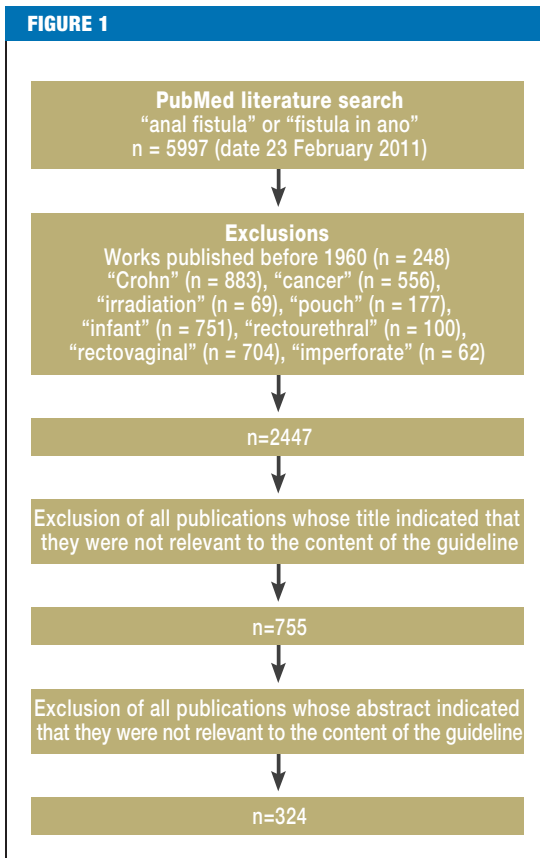 FIGURE 1
PubMed literature search
“anal fistula” or “fistula in ano”
n = 5997 (date 23 February 2011)
Exclusions
Works published before 1960 (n = 248)
“Crohn” (n = 883), “cancer” (n = 556),
“irradiation” (n = 69), “pouch” (n = 177),
“infant” (n = 751), “rectourethral” (n = 100),
“rectovaginal” (n = 704), “imperforate” (n = 62)
n=2447
Exclusion of all publications whose title indicated that
they were not relevant to the content of the guideline
n=755
Exclusion of all publications whose abstract indicated
that they were not relevant to the content of the guideline
n=324